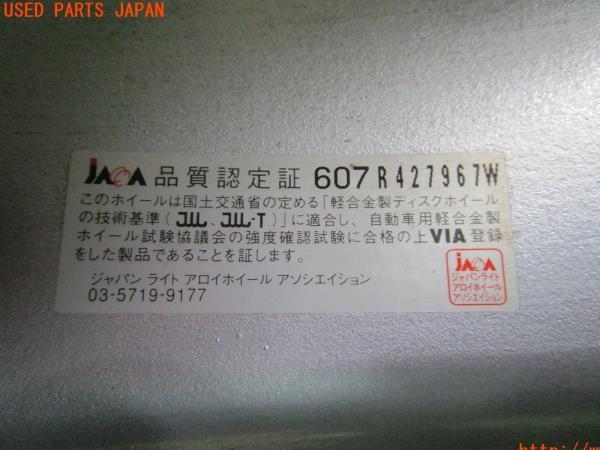 USED PARTS JAPAN
JAWA 品質認定証 607 R427967W
このホイールは国土交通省の定める「軽合金製ディスクホイール
の技術基準(JWL、JWL・T)」に適合し、自動車用軽合金製
ホイール試験協議会の強度確認試験に合格の上VIA登録
をした製品であることを証します。
ジャパン ライト アロイホイール アソシエイション
03-5719-9177
JAWA
ジャパンライト
アロイホイール
アソシエイション
http://w